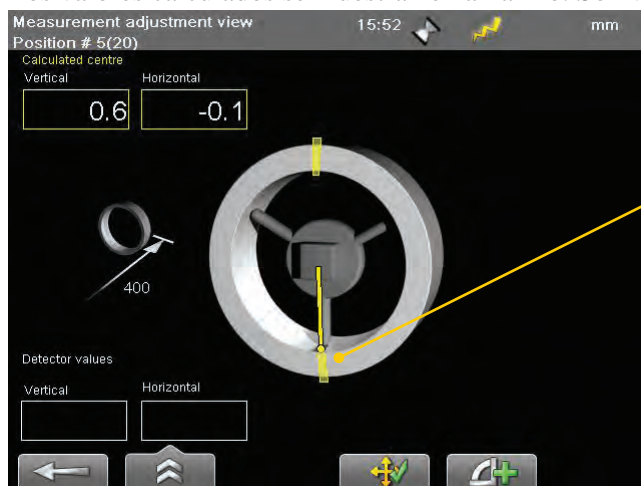 Measurement adjustment view 15:52 mm
Position # 5(20)
Calculated centre
Vertical Horizontal
0.6 -0.1
400
Detector values
Vertical Horizontal